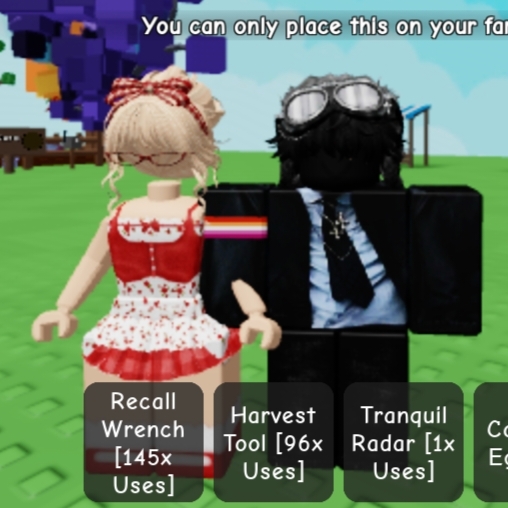 You can only place this on your
Recall
Wrench
[145x
Uses]
Harvest
Tool [96x
Uses]
Tranquil
Radar [1x
Uses]